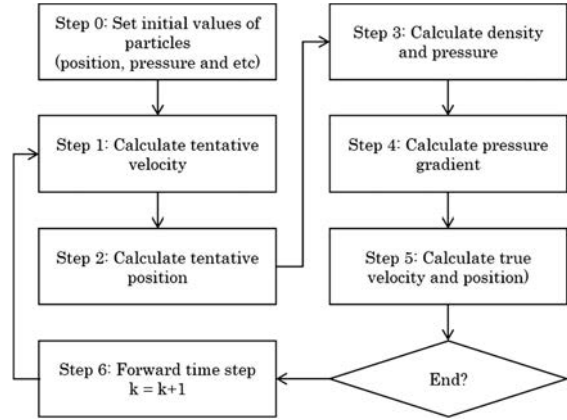 Step 0: Set initial values of
particles
(position, pressure and etc)
Step 1: Calculate tentative
velocity
Step 2: Calculate tentative
position
Step 3: Calculate density
and pressure
Step 4: Calculate pressure
gradient
Step 5: Calculate true
velocity and position)
End?
Step 6: Forward time step
k = k+1